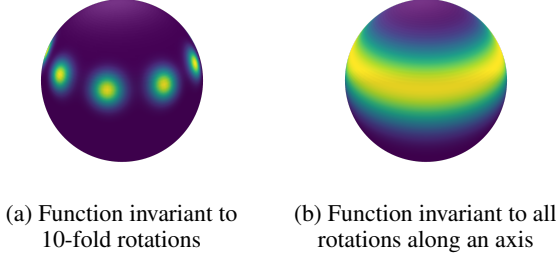 (a) Function invariant to
10-fold rotations
(b) Function invariant to all
rotations along an axis